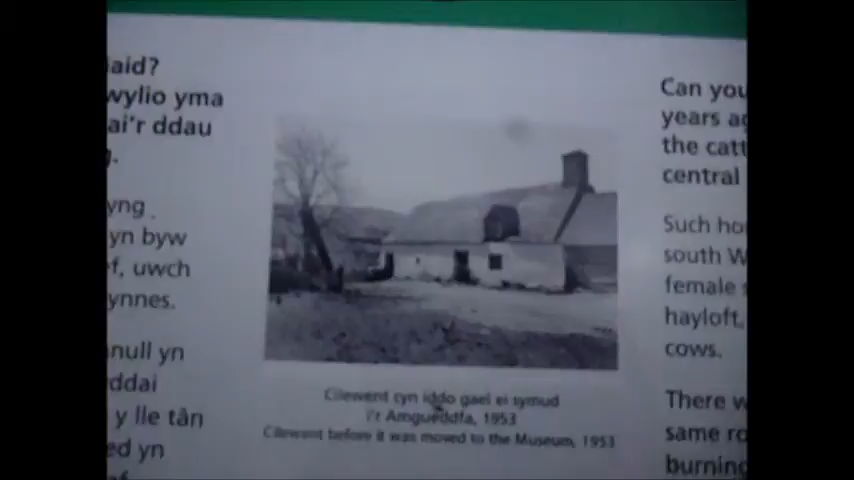 aid?
wylio yma
ai'r ddau
g.
yng
yn byw
f, uwch
ynnes.
null yn
ddai
y lle tân
ed yn
Cilewent cyn iddo gael ei symud
i'r Amgueddfa, 1953
Cilewent before it was moved to the Museum, 1953
Can you
years ag
the catt
central
Such hou
south W
female s
hayloft,
cows.
There w
same ro
burning